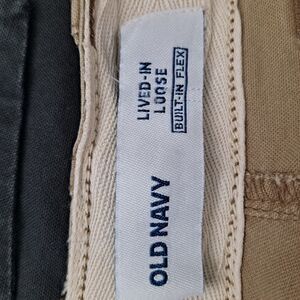 LIVED-IN
LOOSE
BUILT-IN FLEX
OLD NAVY